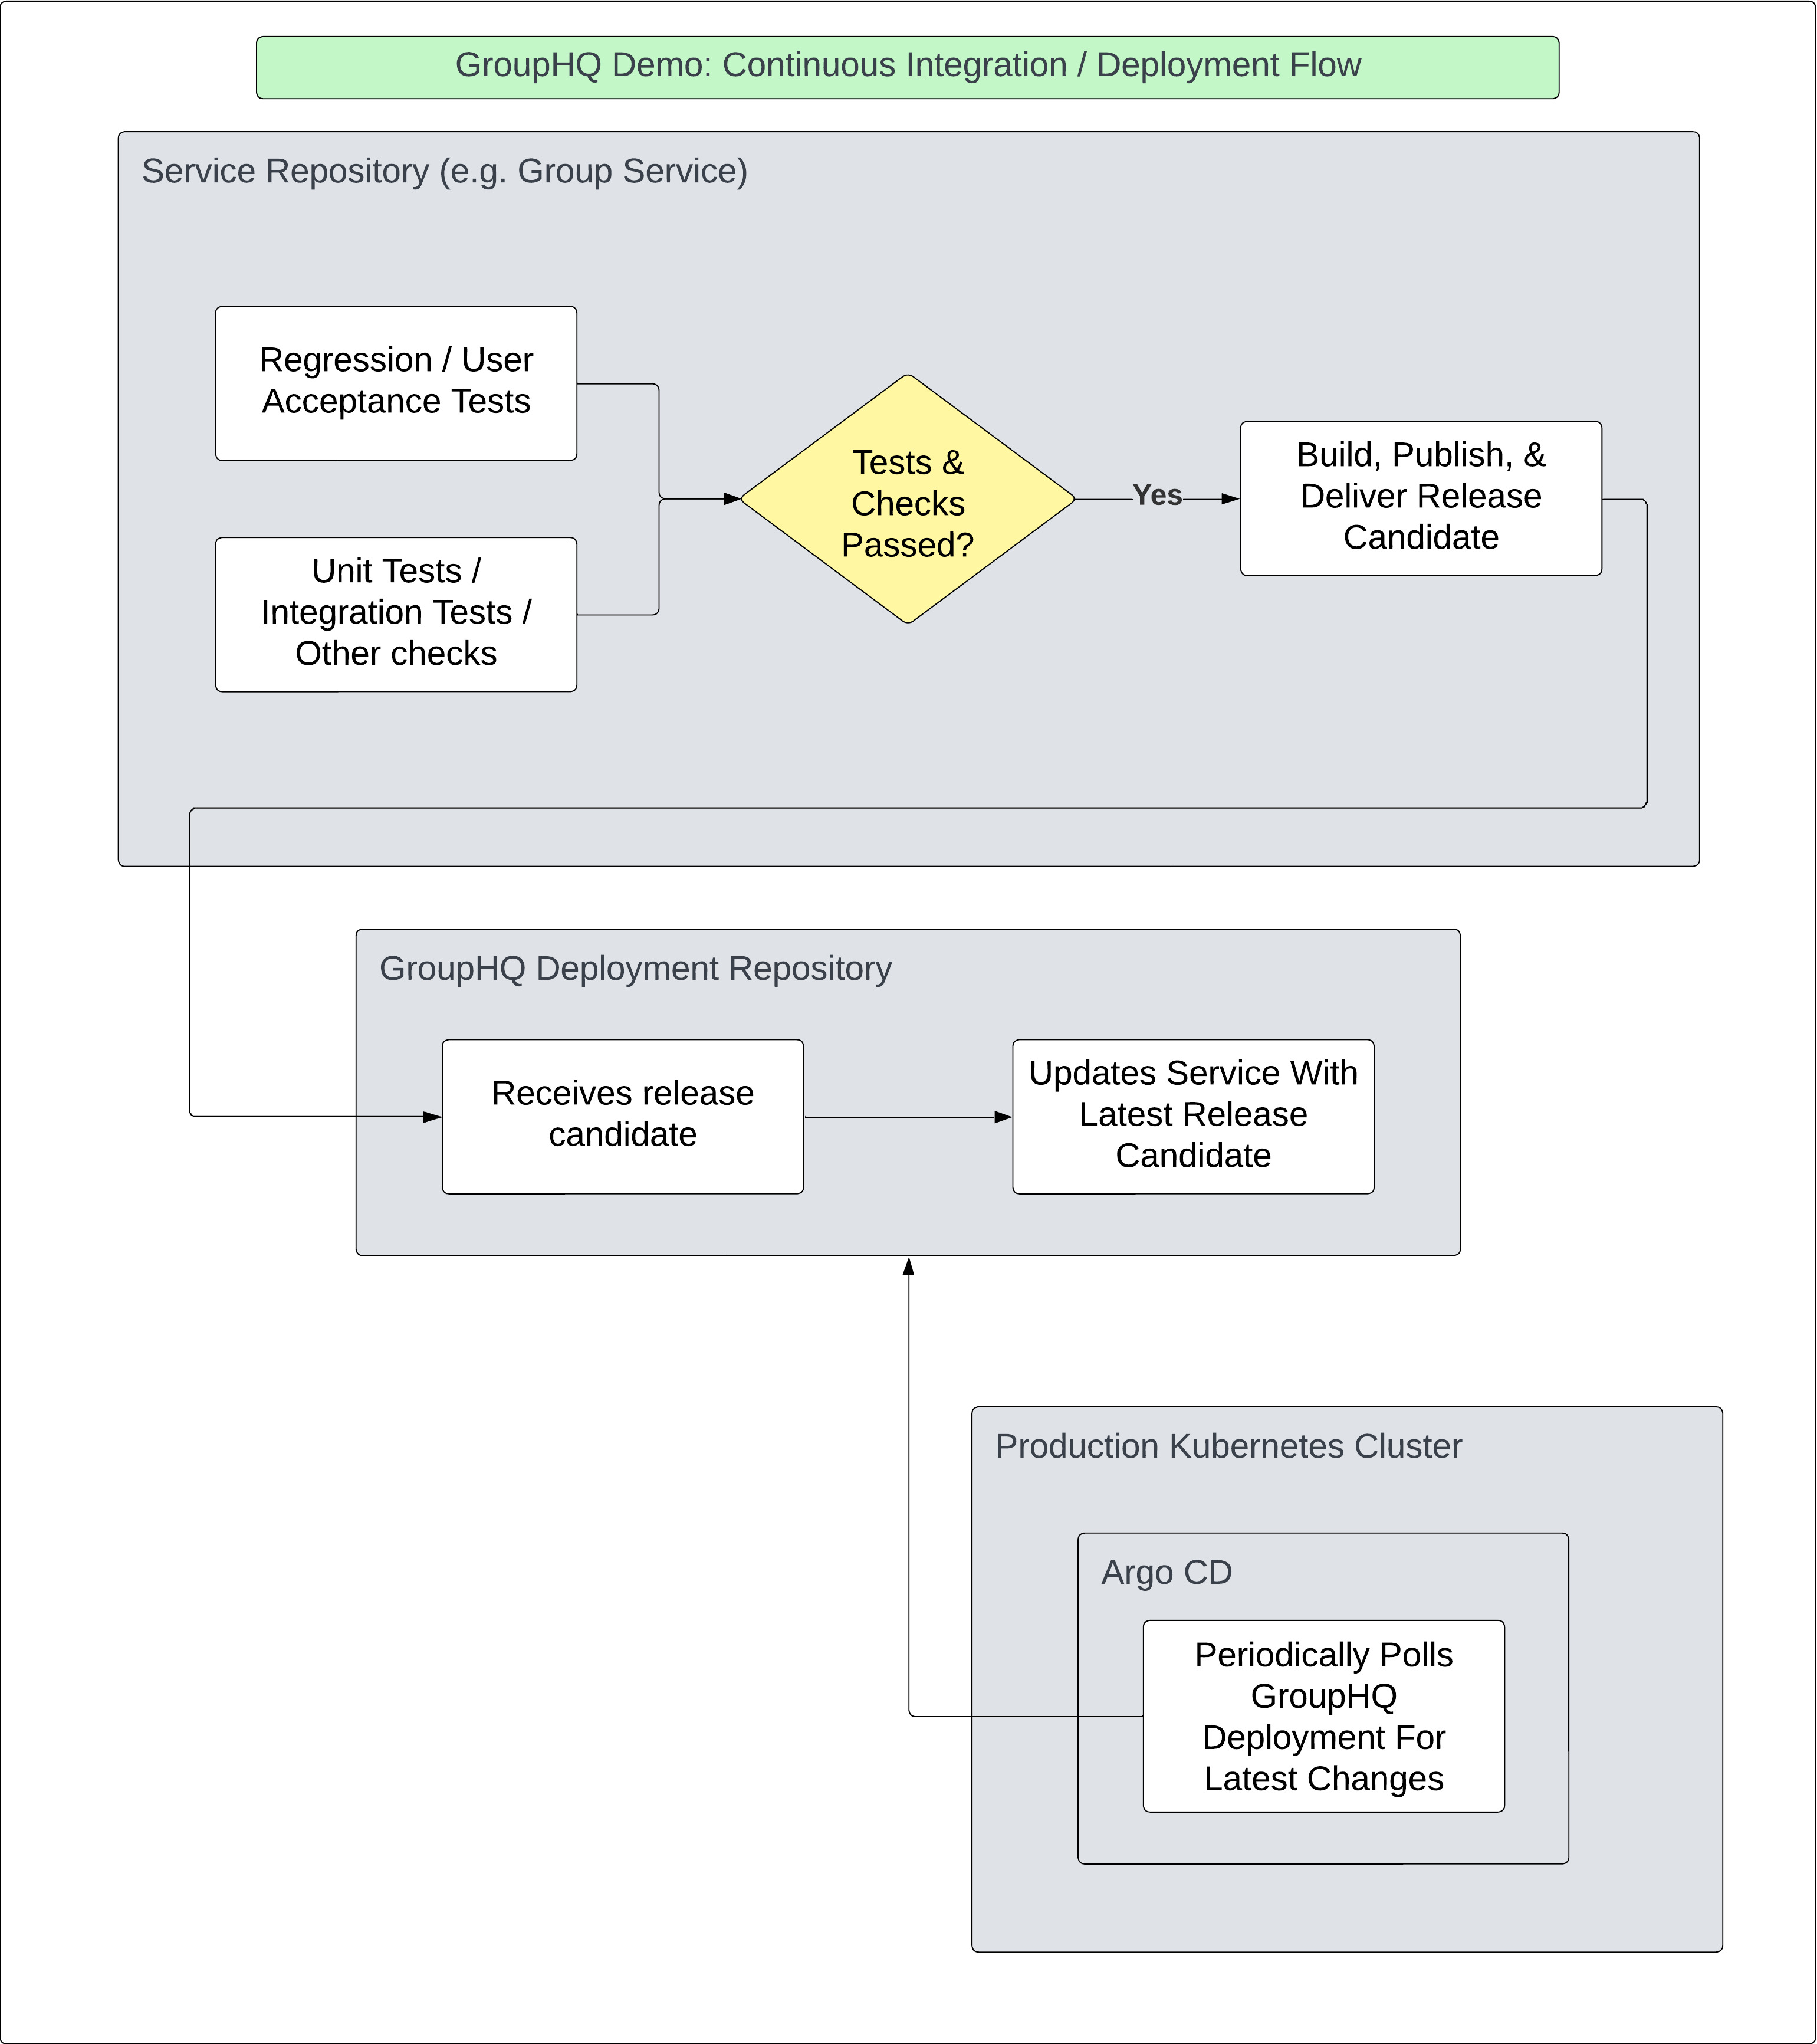 GroupHQ Demo: Continuous Integration / Deployment Flow
Service Repository (e.g. Group Service)
Regression / User
Acceptance Tests
Unit Tests /
Integration Tests /
Other checks
Tests &
Checks
Passed?
Yes
Build, Publish, &
Deliver Release
Candidate
GroupHQ Deployment Repository
Receives release
candidate
Updates Service With
Latest Release
Candidate
Production Kubernetes Cluster
Argo CD
Periodically Polls
GroupHQ
Deployment For
Latest Changes